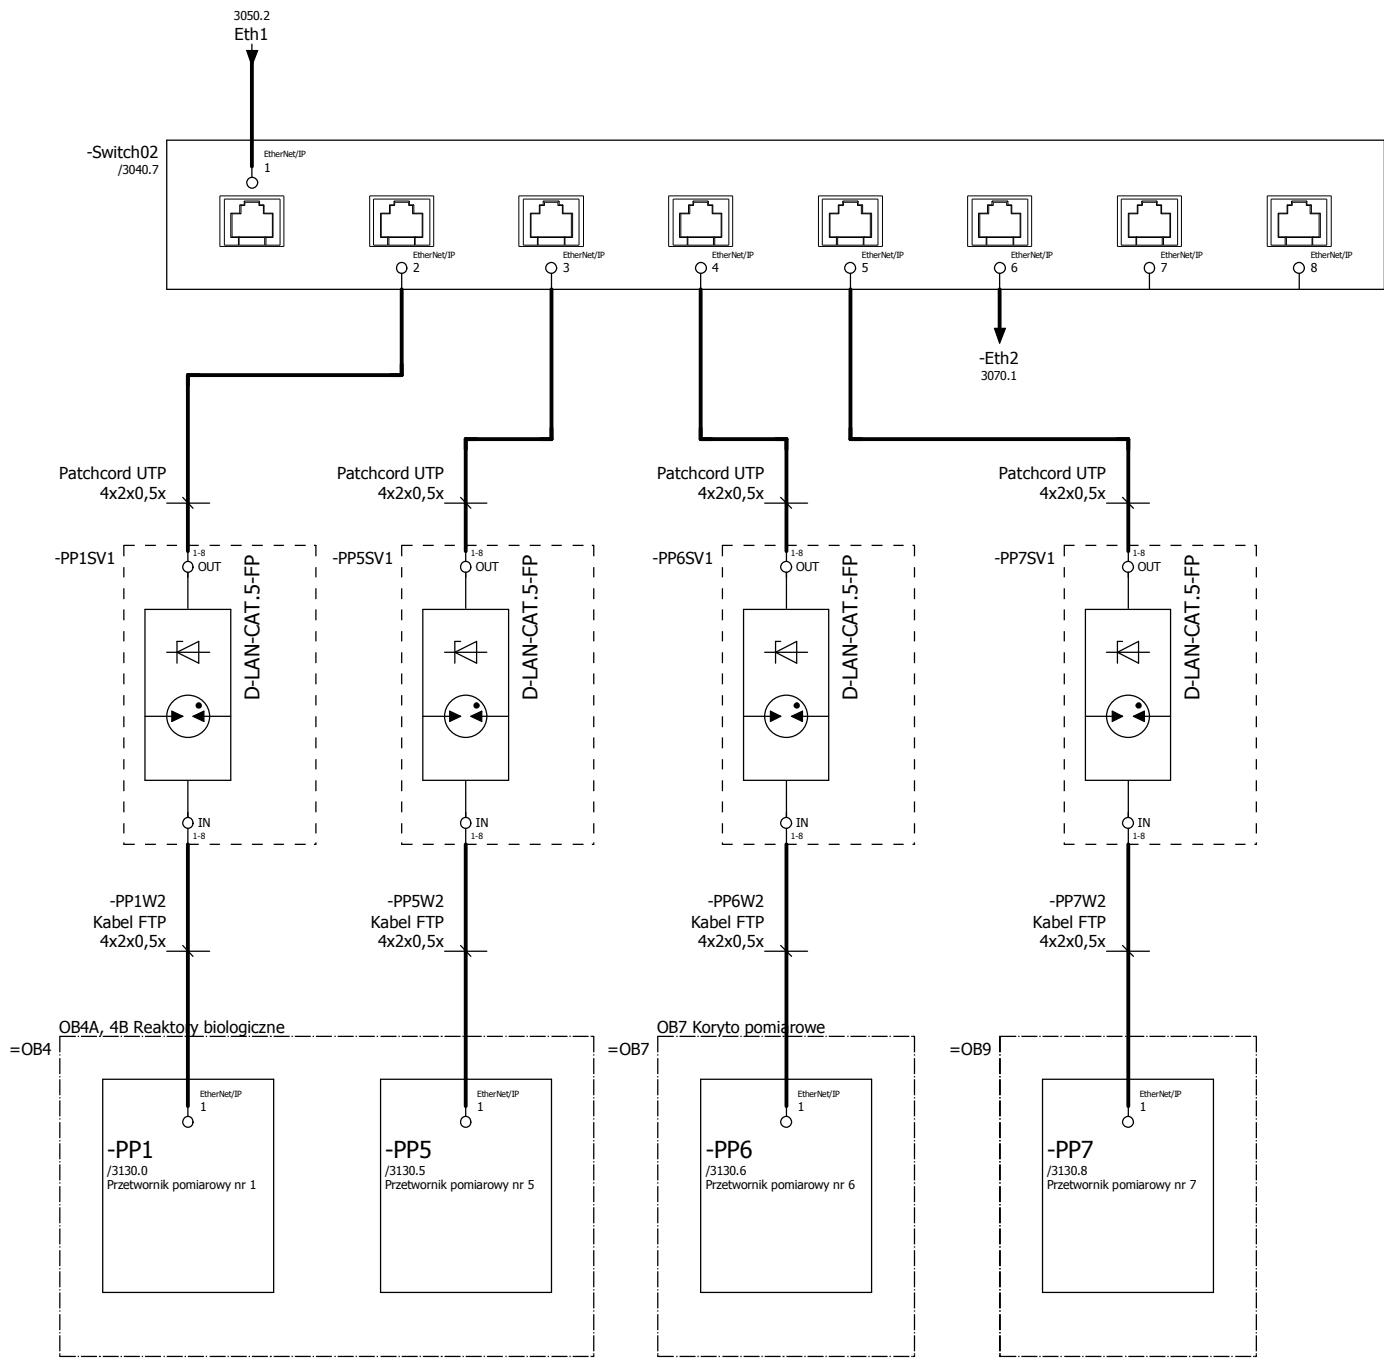 3050.2
Eth1
-Switch02
/3040.7
EtherNet/IP
1
EtherNet/IP
2
EtherNet/IP
3
EtherNet/IP
4
EtherNet/IP
5
EtherNet/IP
6
EtherNet/IP
7
EtherNet/IP
8
-Eth2
3070.1
Patchcord UTP
4x2x0,5x
Patchcord UTP
4x2x0,5x
Patchcord UTP
4x2x0,5x
Patchcord UTP
4x2x0,5x
-PP1SV1
1-8
OUT
D-LAN-CAT.5-FP
IN
1-8
-PP5SV1
1-8
OUT
D-LAN-CAT.5-FP
IN
1-8
-PP6SV1
1-8
OUT
D-LAN-CAT.5-FP
IN
1-8
-PP7SV1
1-8
OUT
D-LAN-CAT.5-FP
IN
1-8
-PP1W2
Kabel FTP
4x2x0,5x
-PP5W2
Kabel FTP
4x2x0,5x
-PP6W2
Kabel FTP
4x2x0,5x
-PP7W2
Kabel FTP
4x2x0,5x
OB4A, 4B Reaktory biologiczne
=OB4
EtherNet/IP
1
-PP1
/3130.0
Przetwornik pomiarowy nr 1
EtherNet/IP
1
-PP5
/3130.5
Przetwornik pomiarowy nr 5
OB7 Koryto pomiarowe
=OB7
EtherNet/IP
1
-PP6
/3130.6
Przetwornik pomiarowy nr 6
=OB9
EtherNet/IP
1
-PP7
/3130.8
Przetwornik pomiarowy nr 7